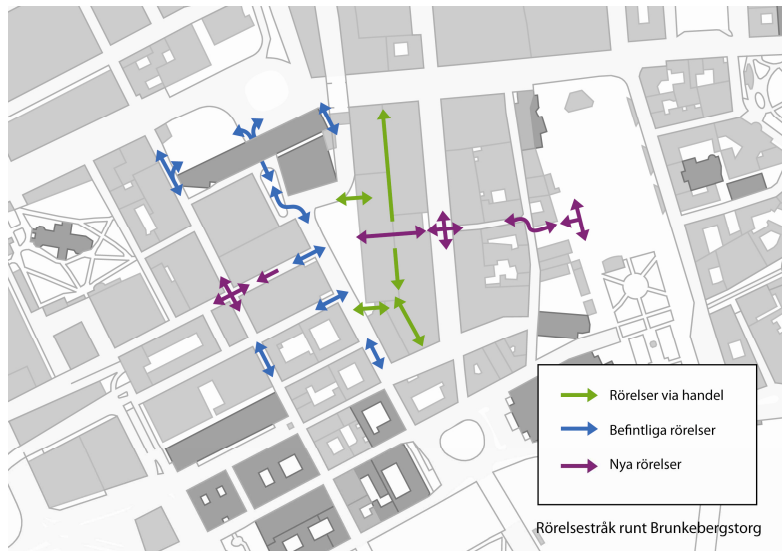 Rörelser via handel
Befintliga rörelser
Nya rörelser
Rörelsestråk runt Brunkebergstorg